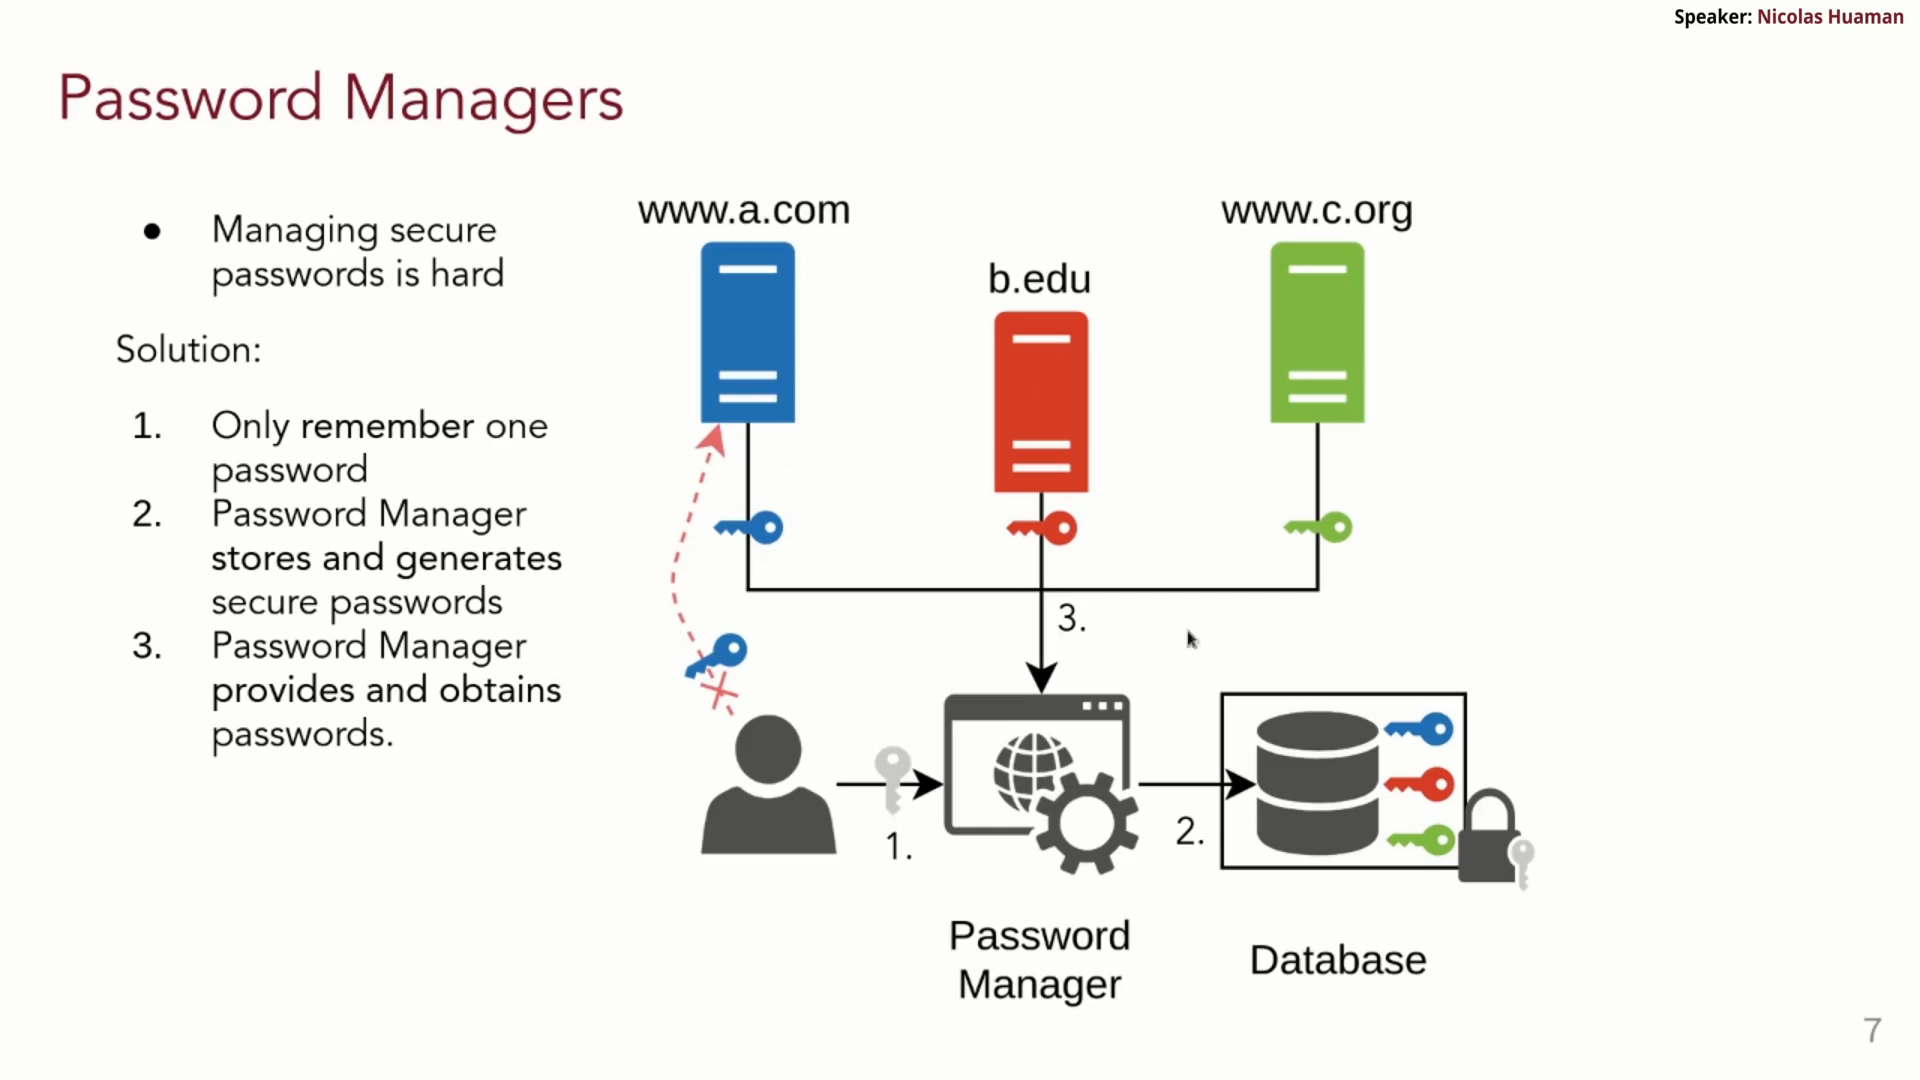 Speaker: Nicolas Huaman
Password Managers
● Managing secure
passwords is hard
Solution:
1. Only remember one
password
2. Password Manager
stores and generates
secure passwords
3. Password Manager
provides and obtains
passwords.
www.a.com
b.edu
www.c.org
3.
1.
2.
Password
Manager
Database
7